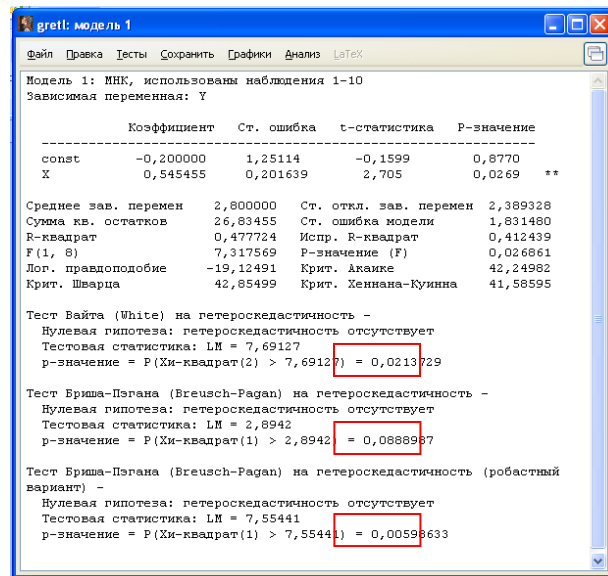 gretl: модель 1
Файл Правка Тесты Сохранить Графики Анализ LaTeX
Модель 1: МНК, использованы наблюдения 1-10
Зависимая переменная: Y
Коэффициент Ст. ошибка t-статистика P-значение
const -0,200000 1,25114 -0,1599 0,8770
X 0,545455 0,201639 2,705 0,0269 **
Среднее зав. перемен 2,800000 Ст. откл. зав. перемен 2,389328
Сумма кв. остатков 26,83455 Ст. ошибка модели 1,831480
R-квадрат 0,477724 Испр. R-квадрат 0,412439
F(1, 8) 7,317569 P-значение (F) 0,026861
Лог. правдоподобие -19,12491 Крит. Акаике 42,24982
Крит. Шварца 42,85499 Крит. Хеннана-Куинна 41,58595
Тест Вайта (White) на гетероскедастичность -
Нулевая гипотеза: гетероскедастичность отсутствует
Тестовая статистика: LM = 7,69127
p-значение = P(Хи-квадрат(2) > 7,69127) = 0,0213729
Тест Бриша-Пэгана (Breusch-Pagan) на гетероскедастичность -
Нулевая гипотеза: гетероскедастичность отсутствует
Тестовая статистика: LM = 2,8942
p-значение = P(Хи-квадрат(1) > 2,8942) = 0,0888987
Тест Бриша-Пэгана (Breusch-Pagan) на гетероскедастичность (робастный
вариант) -
Нулевая гипотеза: гетероскедастичность отсутствует
Тестовая статистика: LM = 7,55441
p-значение = P(Хи-квадрат(1) > 7,55441) = 0,00598633